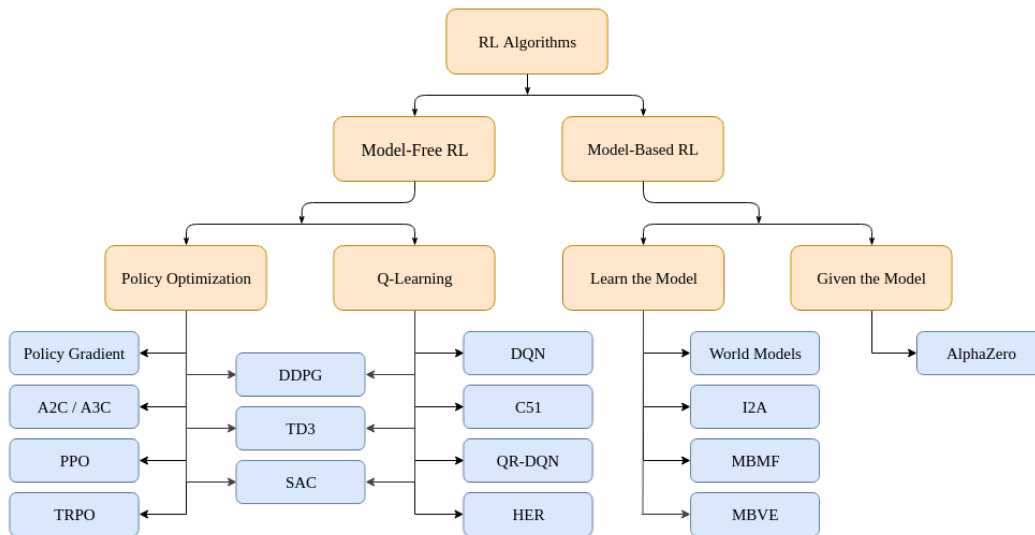 RL Algorithms
Model-Free RL
Model-Based RL
Policy Optimization
Q-Learning
Learn the Model
Given the Model
Policy Gradient
A2C / A3C
PPO
TRPO
DDPG
TD3
SAC
DQN
C51
QR-DQN
HER
World Models
I2A
MBMF
MBVE
AlphaZero